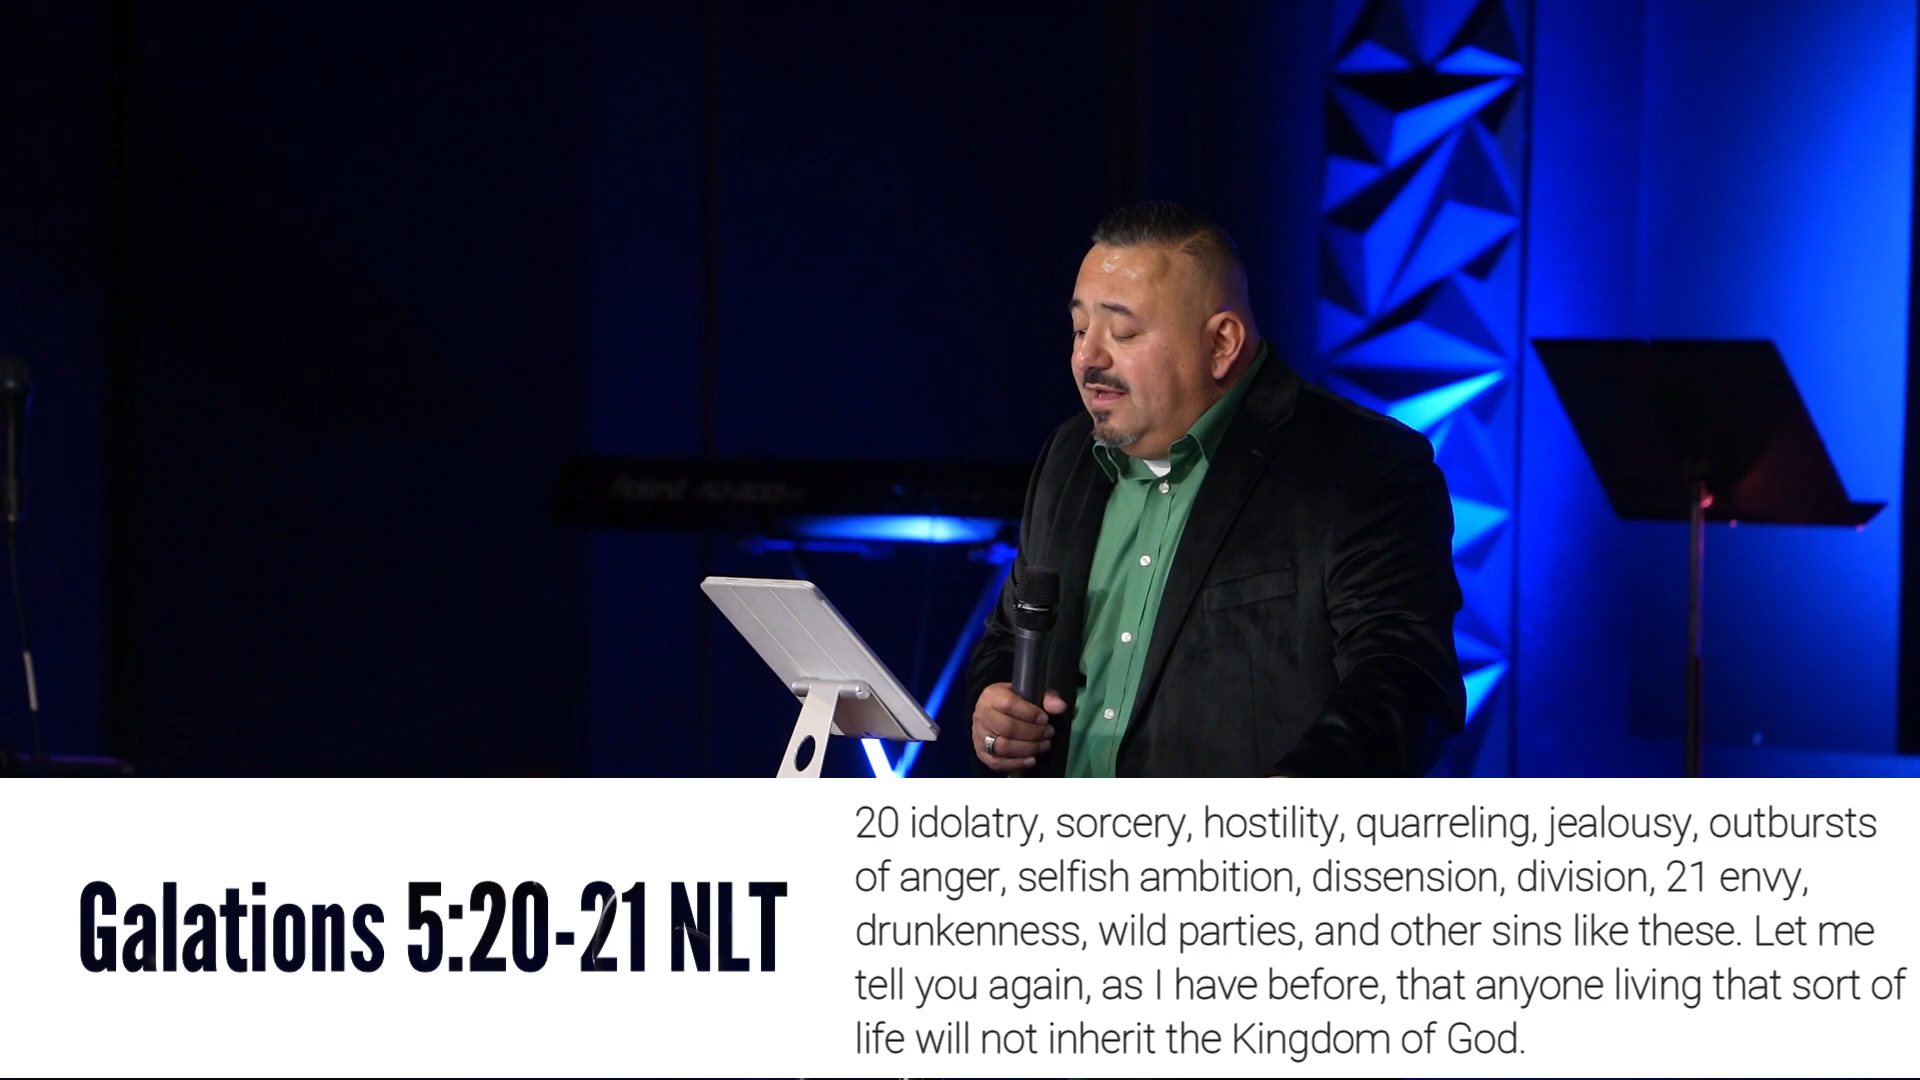 Roland
Galations 5:20-21 NLT
20 idolatry, sorcery, hostility, quarreling, jealousy, outbursts
of anger, selfish ambition, dissension, division, 21 envy,
drunkenness, wild parties, and other sins like these. Let me
tell you again, as I have before, that anyone living that sort of
life will not inherit the Kingdom of God.